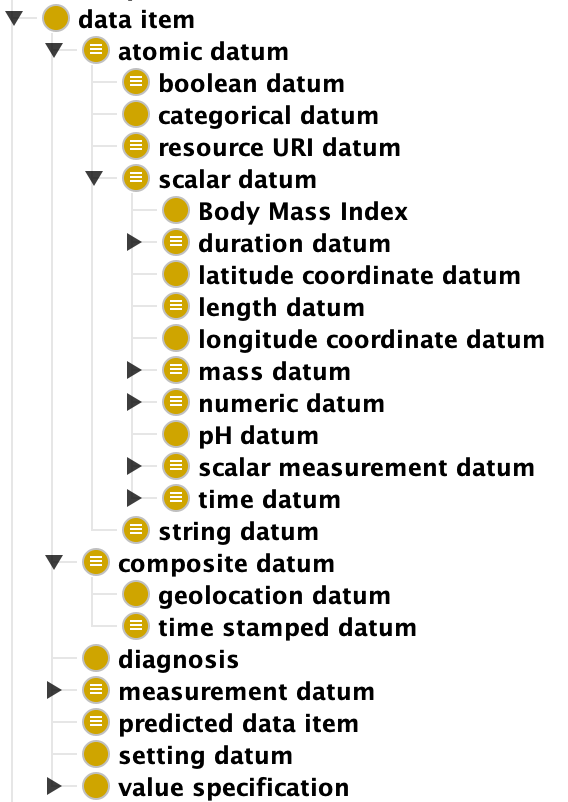 data item
atomic datum
boolean datum
categorical datum
resource URI datum
scalar datum
Body Mass Index
duration datum
latitude coordinate datum
length datum
longitude coordinate datum
mass datum
numeric datum
pH datum
scalar measurement datum
time datum
string datum
composite datum
geolocation datum
time stamped datum
diagnosis
measurement datum
predicted data item
setting datum
value specification